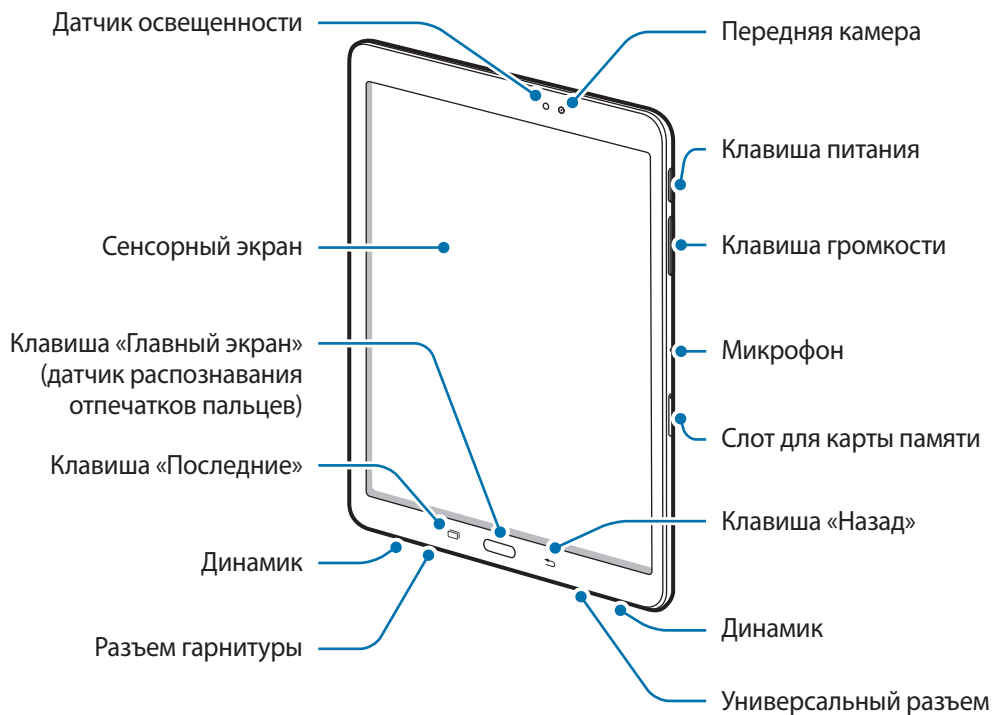 Датчик освещенности
Передняя камера
Клавиша питания
Сенсорный экран
Клавиша громкости
Клавиша «Главный экран»
(датчик распознавания
отпечатков пальцев)
Микрофон
Слот для карты памяти
Клавиша «Последние»
Клавиша «Назад»
Динамик
Динамик
Разъем гарнитуры
Универсальный разъем